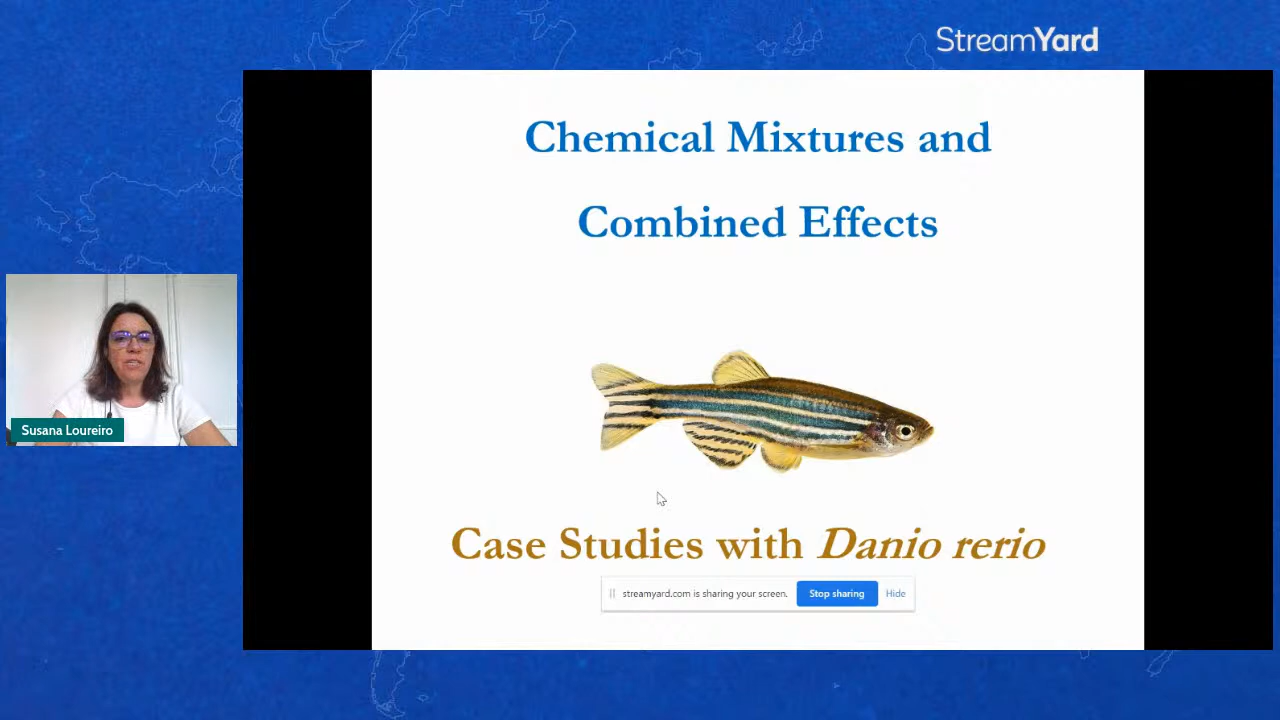 StreamYard
Chemical Mixtures and
Combined Effects
Susana Loureiro
Case Studies with Danio rerio
streamyard.com is sharing your screen.
Stop sharing
Hide